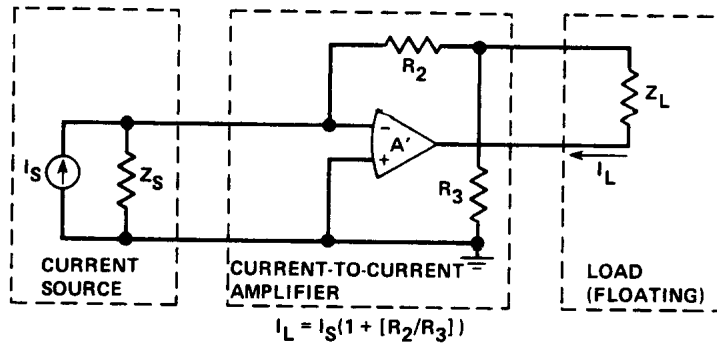 R2
ZL
IS
ZS
−
A'
+
R3
IL
CURRENT
SOURCE
CURRENT-TO-CURRENT
AMPLIFIER
LOAD
(FLOATING)
IL = IS(1 + [R2/R3])